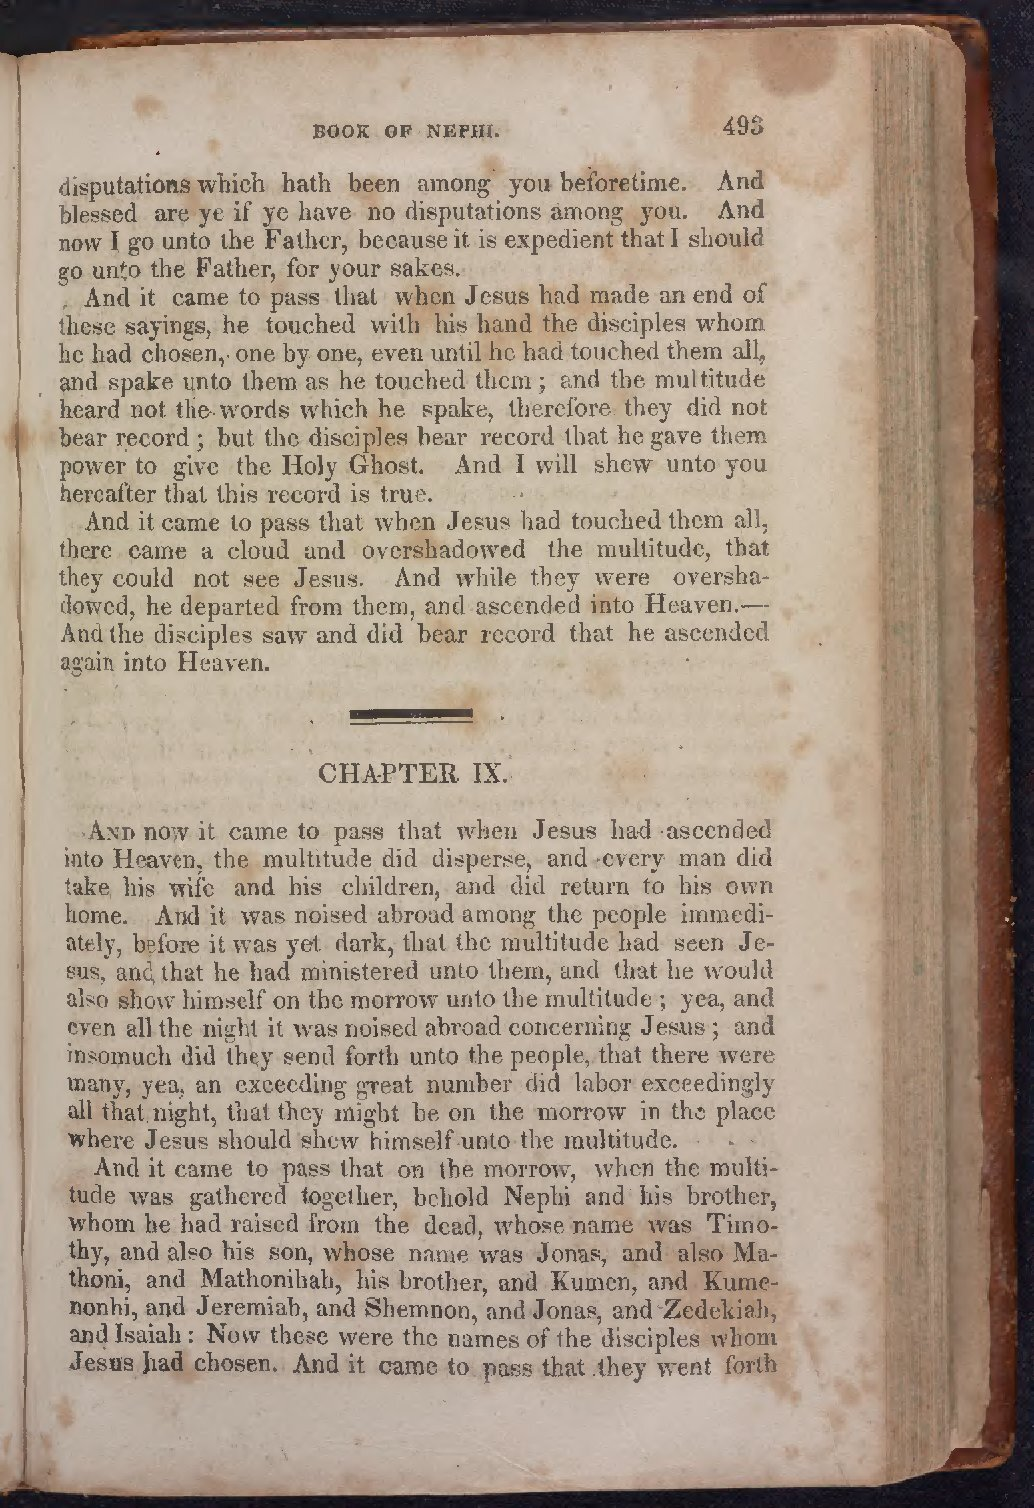 BOOK OF NEPHI. 493
disputations which hath been among you beforetime. And
blessed are ye if ye have no disputations among you. And
now I go unto the Father, because it is expedient that I should
go unto the Father, for your sakes.
And it came to pass that when Jesus had made an end of
these sayings, he touched with his hand the disciples whom
he had chosen, one by one, even until he had touched them all,
and spake unto them as he touched them; and the multitude
heard not the words which he spake, therefore they did not
bear record; but the disciples bear record that he gave them
power to give the Holy Ghost. And I will shew unto you
hereafter that this record is true.
And it came to pass that when Jesus had touched them all,
there came a cloud and overshadowed the multitude, that
they could not see Jesus. And while they were oversha-
dowed, he departed from them, and ascended into Heaven.—
And the disciples saw and did bear record that he ascended
again into Heaven.
CHAPTER IX.
AND now it came to pass that when Jesus had ascended
into Heaven, the multitude did disperse, and every man did
take his wife and his children, and did return to his own
home. And it was noised abroad among the people immedi-
ately, before it was yet dark, that the multitude had seen Je-
sus, and that he had ministered unto them, and that he would
also show himself on the morrow unto the multitude; yea, and
even all the night it was noised abroad concerning Jesus; and
insomuch did they send forth unto the people, that there were
many, yea, an exceeding great number did labor exceedingly
all that night, that they might be on the morrow in the place
where Jesus should shew himself unto the multitude.
And it came to pass that on the morrow, when the multi-
tude was gathered together, behold Nephi and his brother,
whom he had raised from the dead, whose name was Timo-
thy, and also his son, whose name was Jonas, and also Ma-
thoni, and Mathonihah, his brother, and Kumen, and Kume-
nonhi, and Jeremiah, and Shemnon, and Jonas, and Zedekiah,
and Isaiah: Now these were the names of the disciples whom
Jesus had chosen. And it came to pass that they went forth